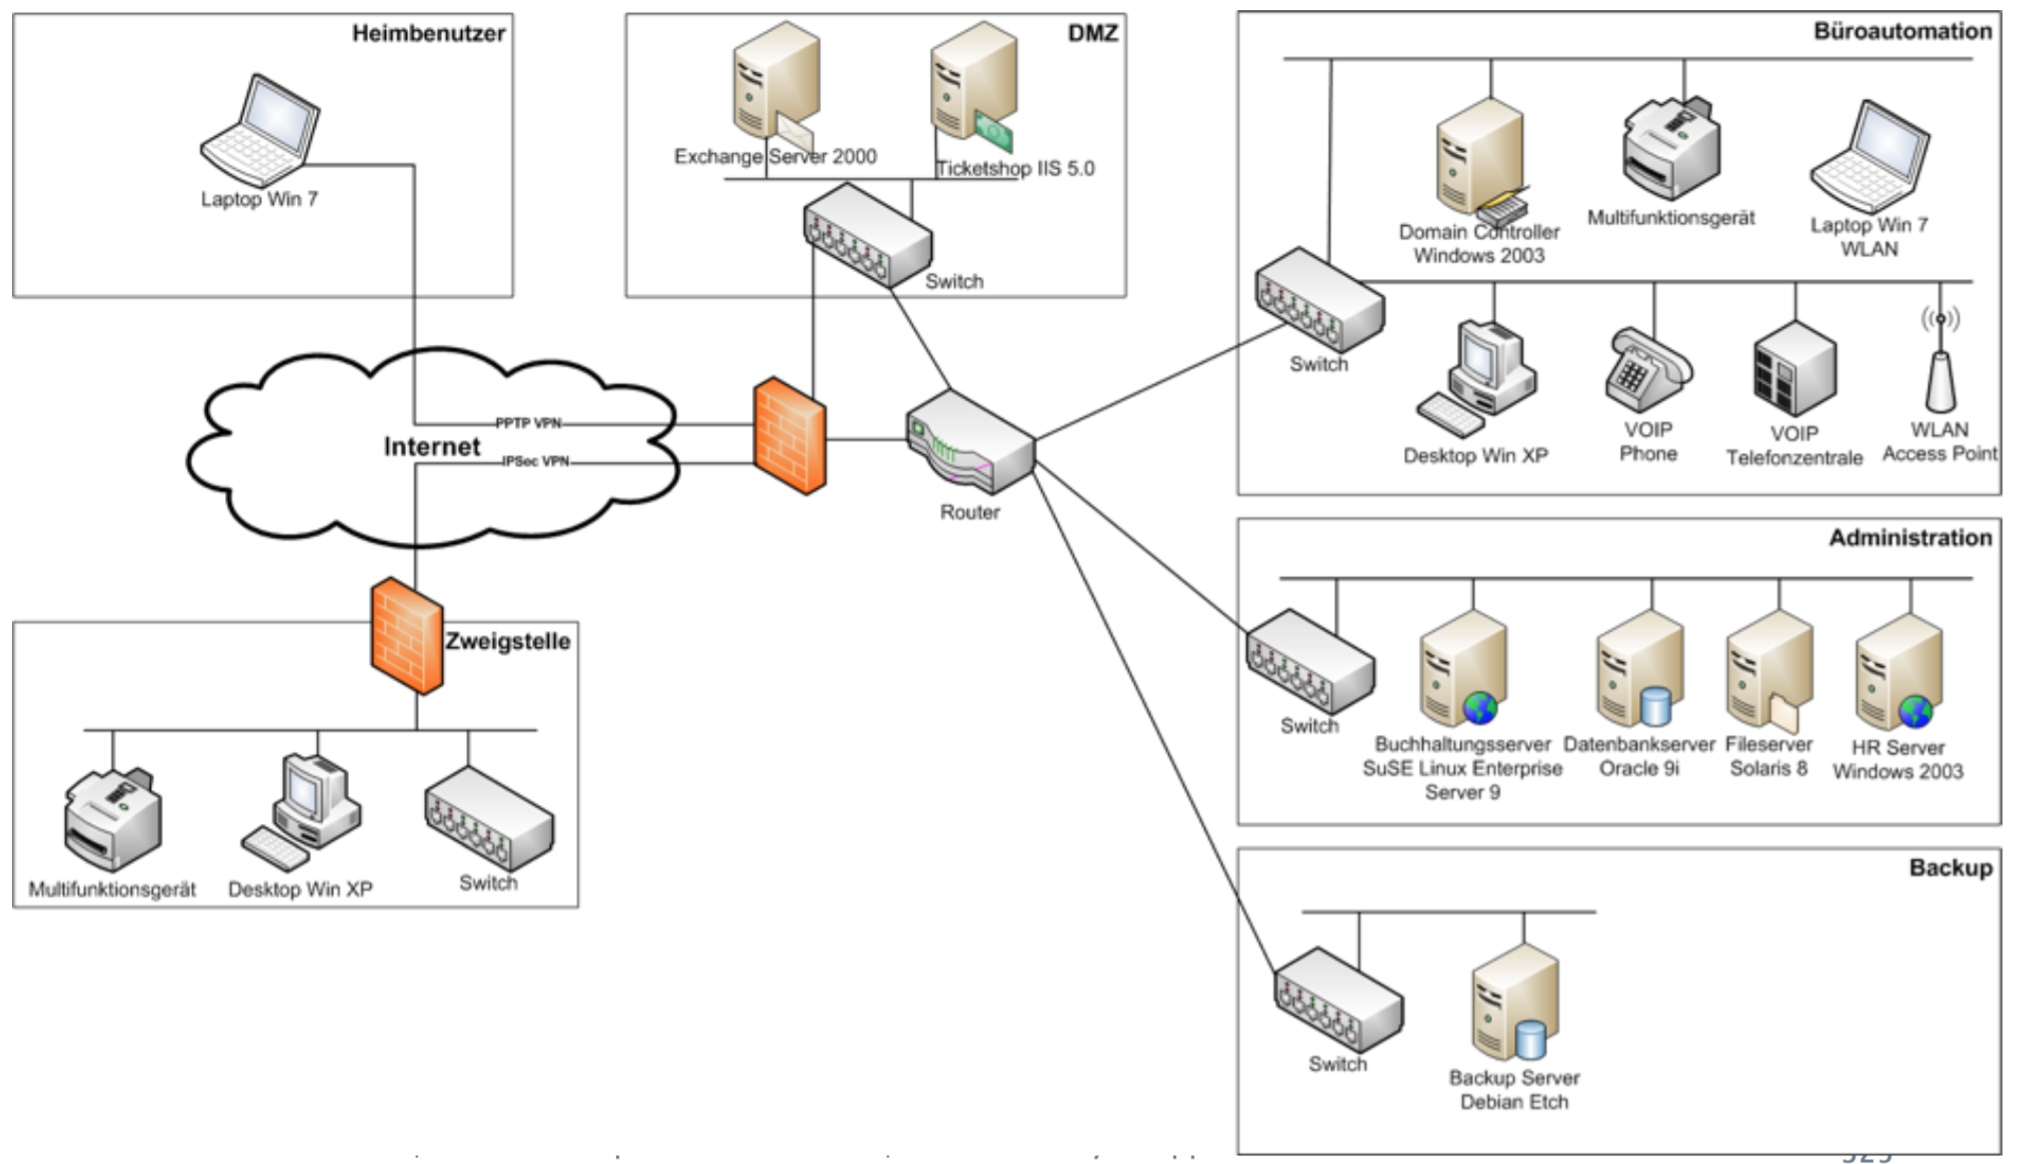 Heimbenutzer
Laptop Win 7
DMZ
Exchange Server 2000
Ticketshop IIS 5.0
Switch
Büroautomation
Domain Controller
Windows 2003
Multifunktionsgerät
Laptop Win 7
WLAN
Switch
Desktop Win XP
VOIP
Phone
VOIP
Telefonzentrale
WLAN
Access Point
PPTP VPN
Internet
IPSec VPN
Router
Zweigstelle
Multifunktionsgerät
Desktop Win XP
Switch
Administration
Switch
Buchhaltungsserver
SuSE Linux Enterprise
Server 9
Datenbankserver
Oracle 9i
Fileserver
Solaris 8
HR Server
Windows 2003
Backup
Switch
Backup Server
Debian Etch